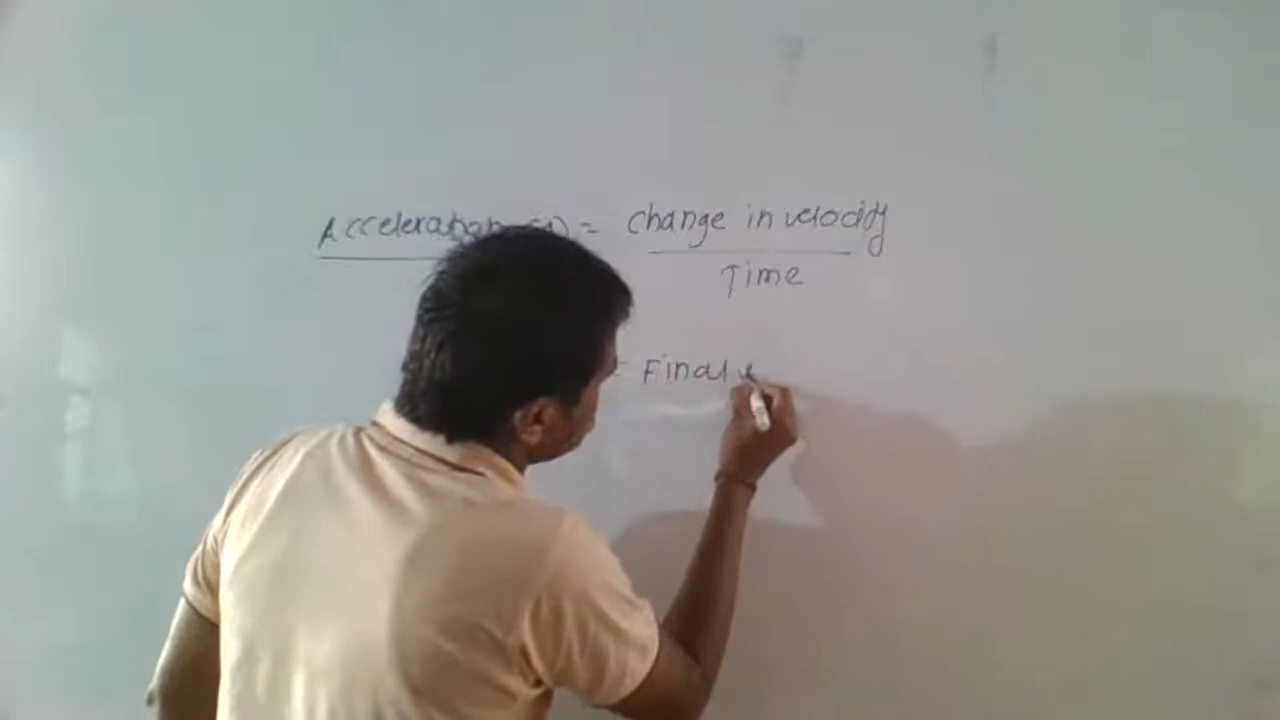 Acceleration (a) = Change in velocity
Time
= Final